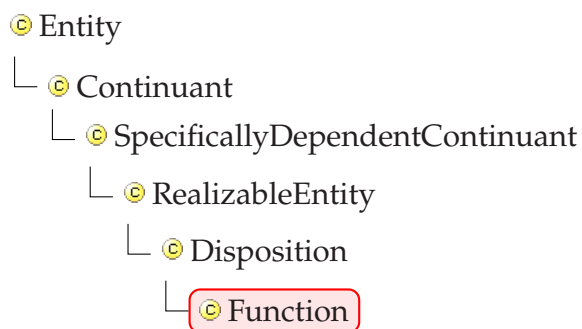 Entity
Continuant
SpecificallyDependentContinuant
RealizableEntity
Disposition
Function